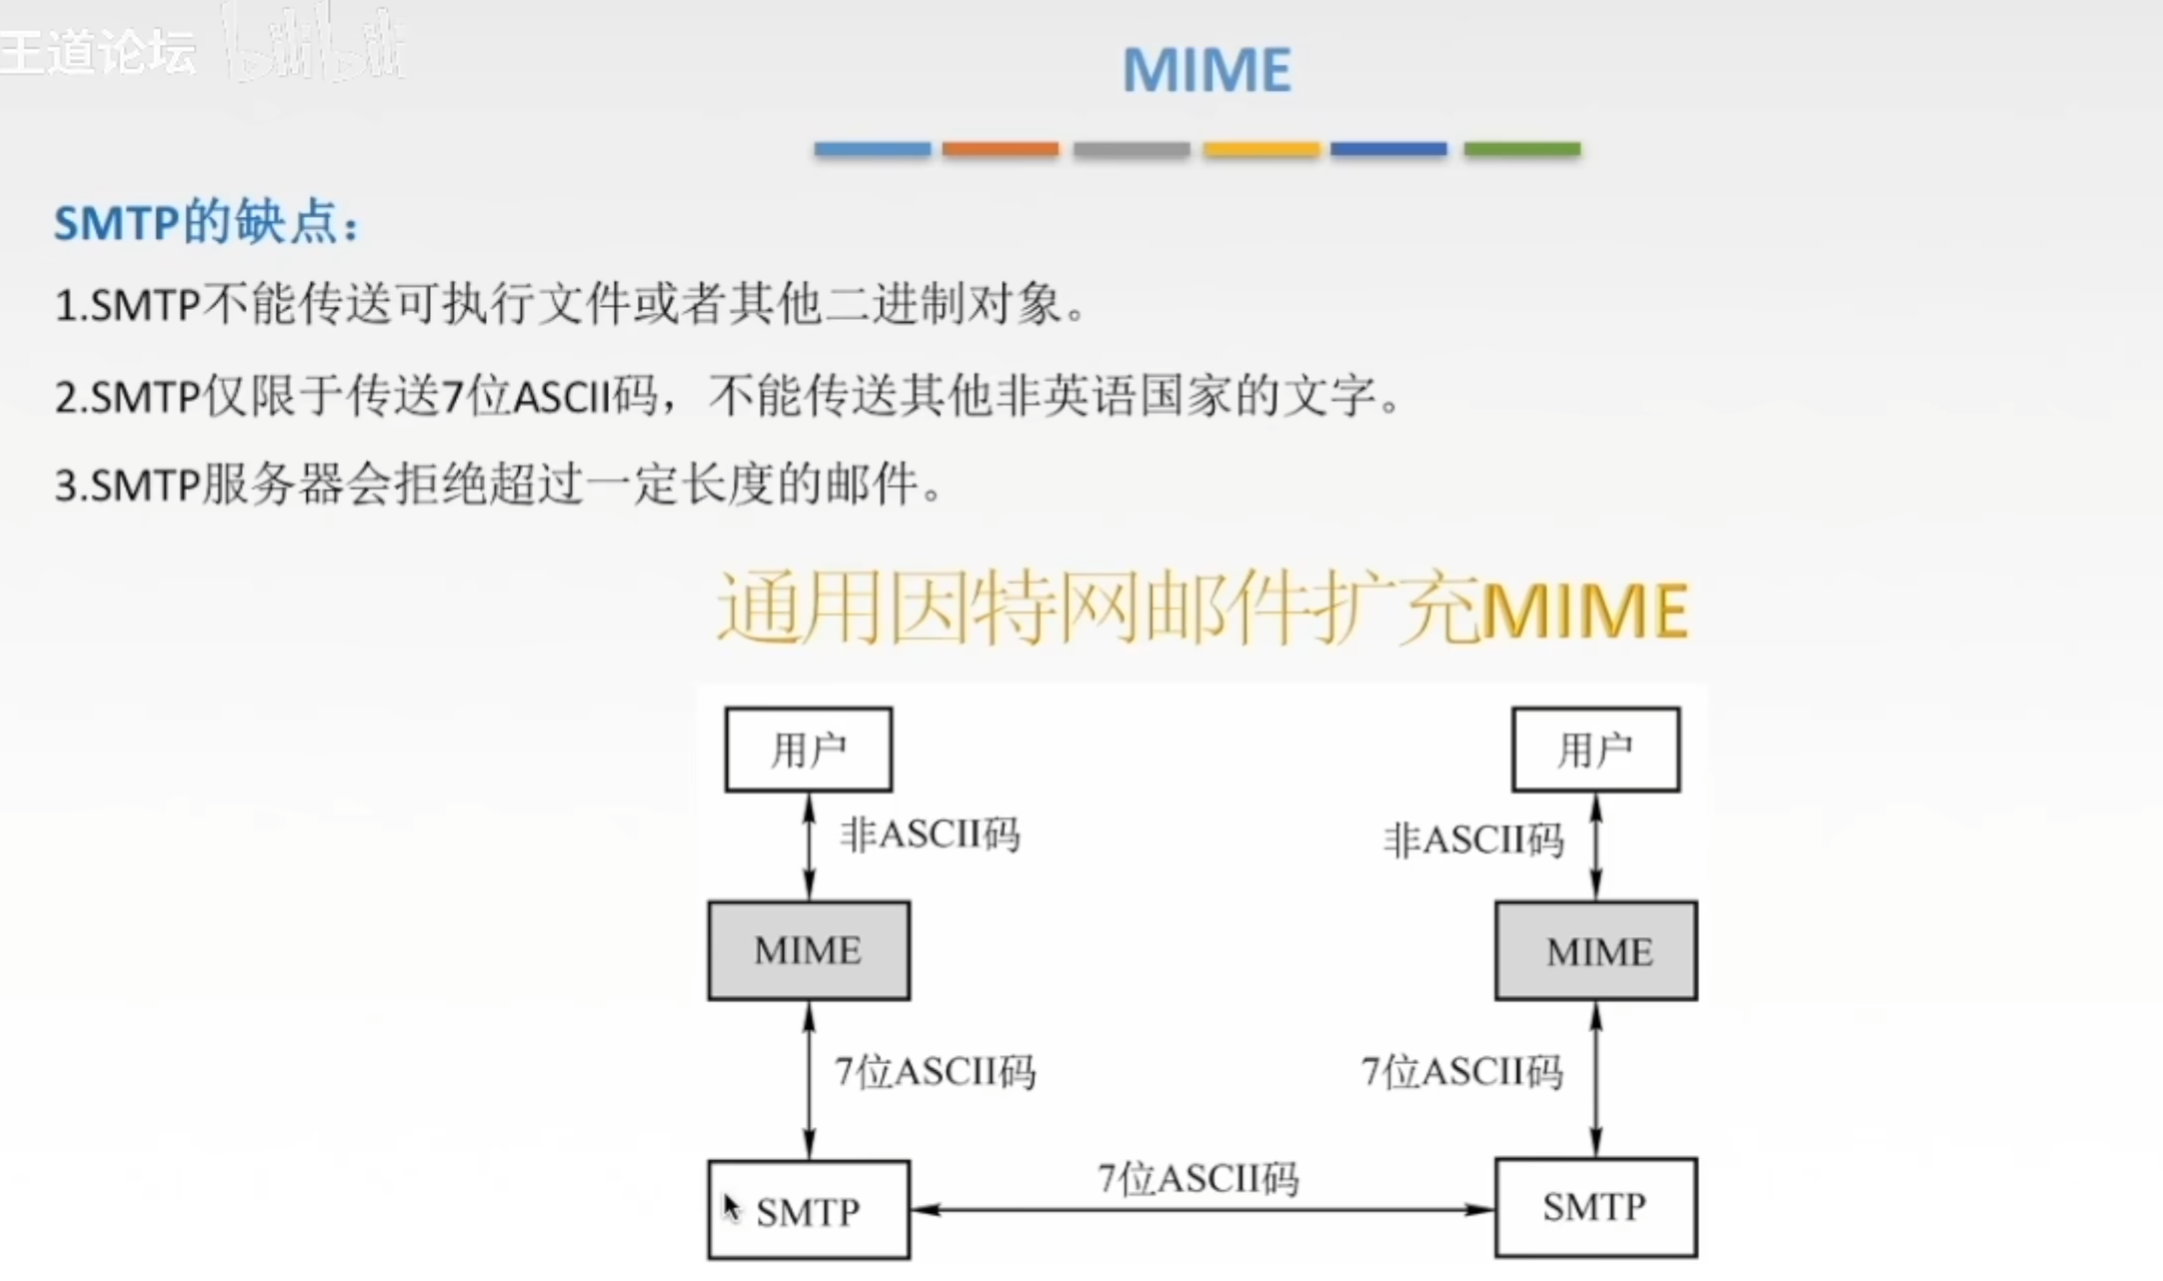 王道论坛 bilibili
MIME
SMTP的缺点：
1.SMTP不能传送可执行文件或者其他二进制对象。
2.SMTP仅限于传送7位ASCII码，不能传送其他非英语国家的文字。
3.SMTP服务器会拒绝超过一定长度的邮件。
通用因特网邮件扩充MIME
用户 用户
非ASCII码 非ASCII码
MIME MIME
7位ASCII码 7位ASCII码
7位ASCII码
SMTP SMTP